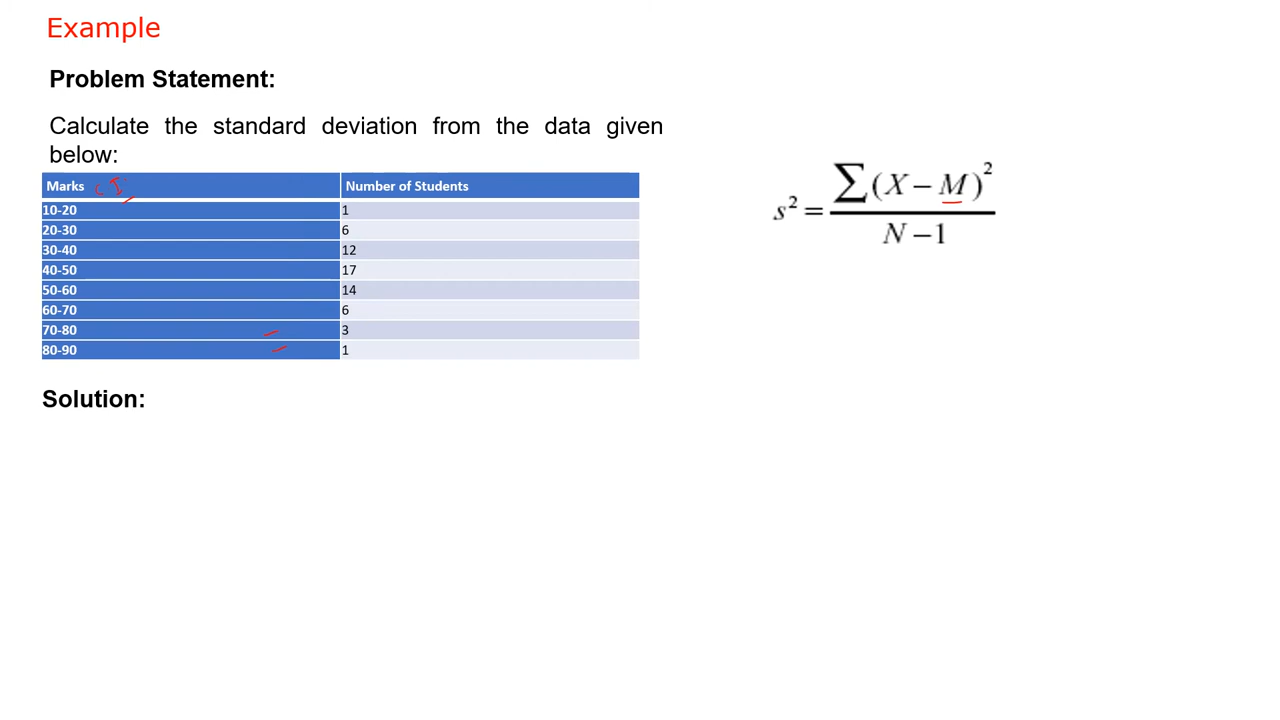 Example
Problem Statement:
Calculate the standard deviation from the data given
below:
Marks C I Number of Students
10-20 1
20-30 6
30-40 12
40-50 17
50-60 14
60-70 6
70-80 3
80-90 1
s² = ∑(X − M)² / N − 1
Solution: